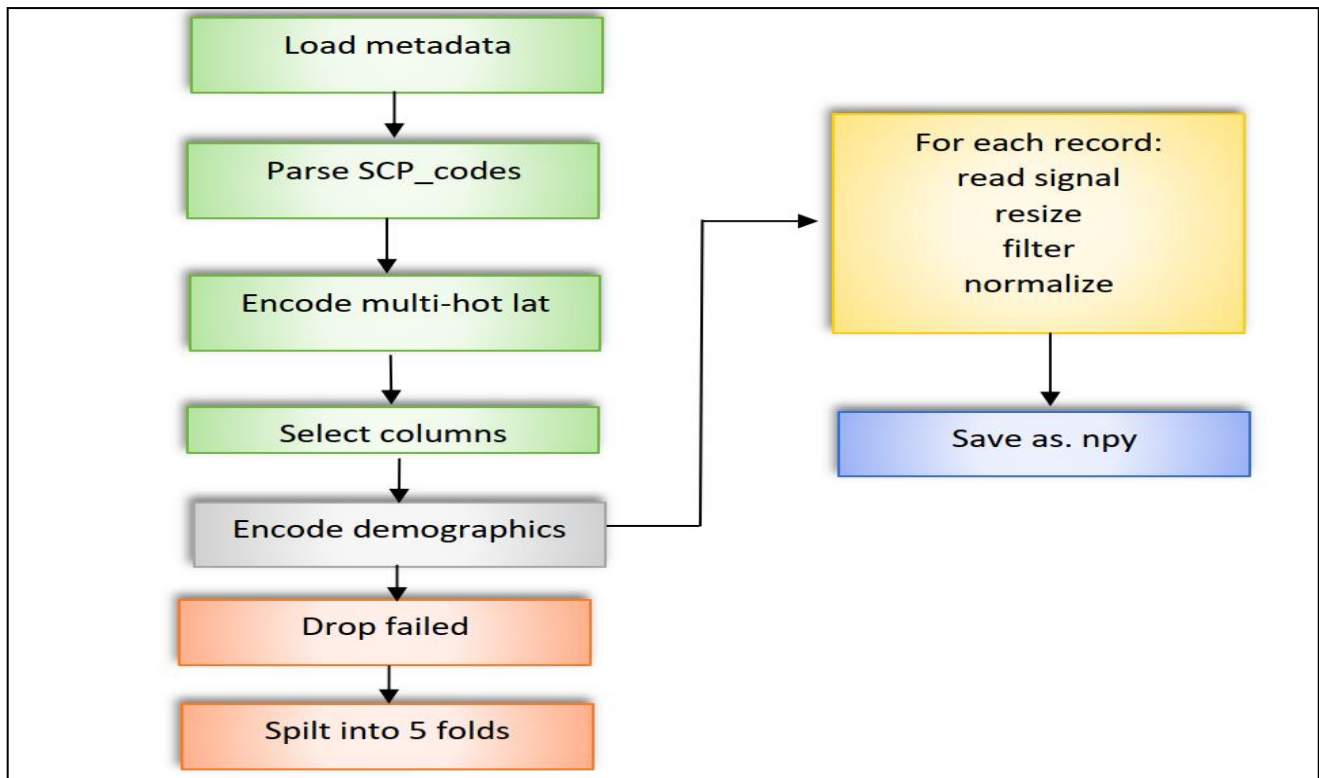 Load metadata
Parse SCP_codes
Encode multi-hot lat
Select columns
Encode demographics
Drop failed
Spilt into 5 folds
For each record:
read signal
resize
filter
normalize
Save as. npy